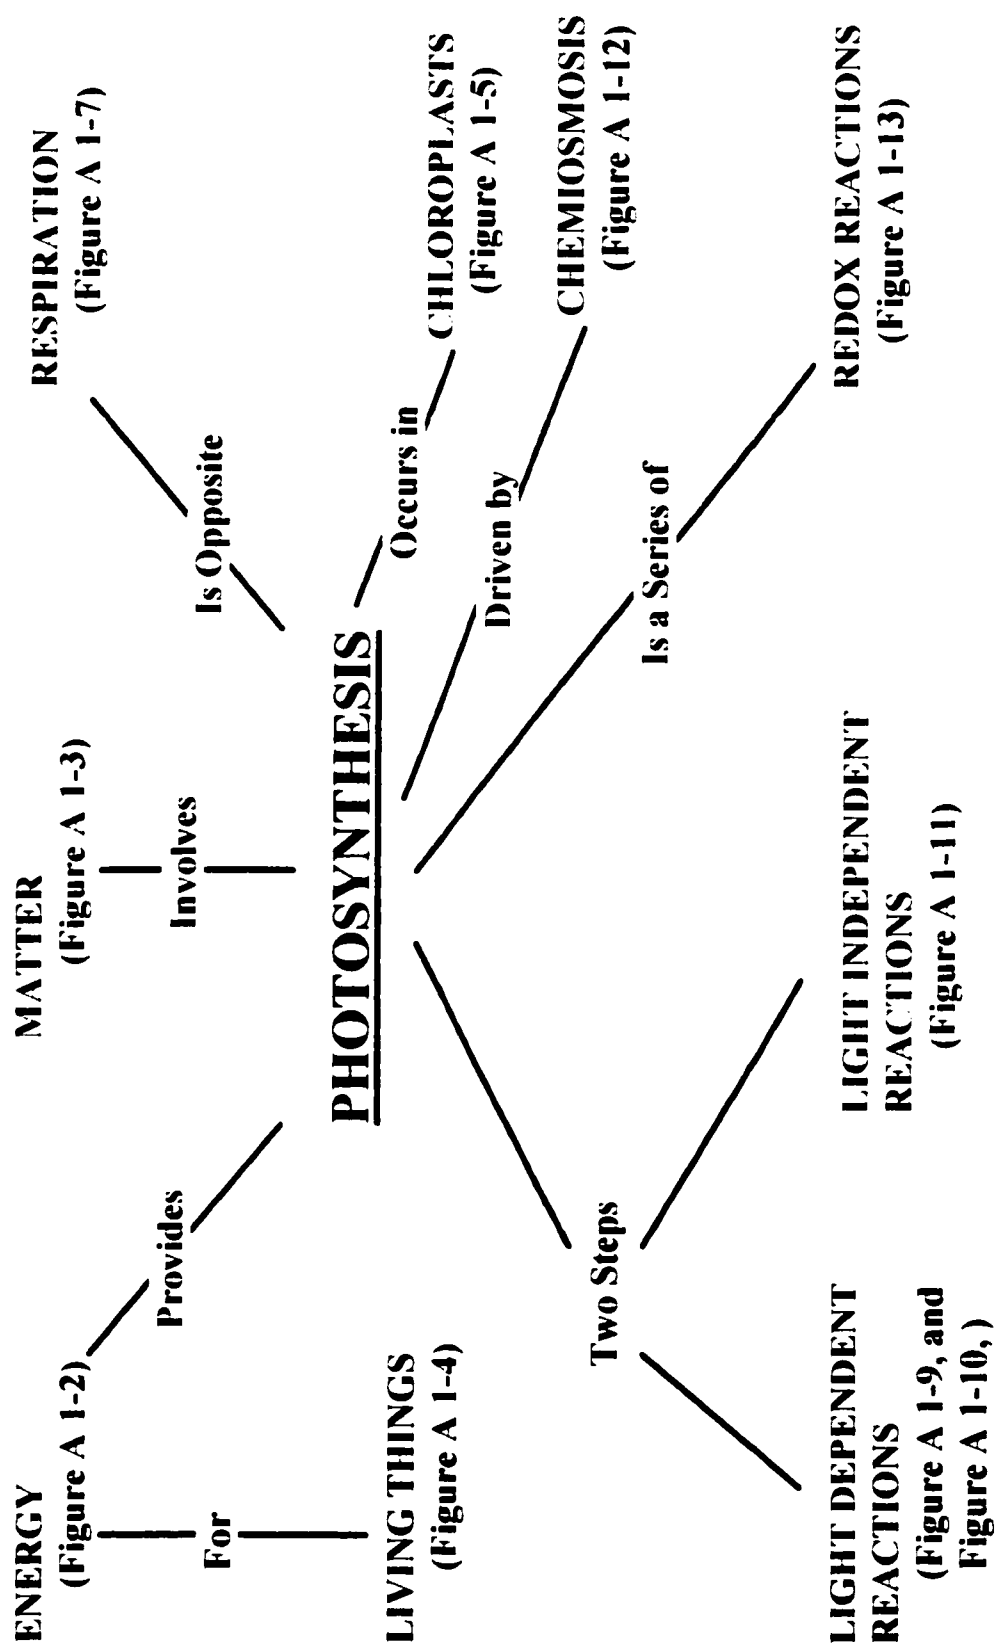 ENERGY
(Figure A 1-2)
MATTER
(Figure A 1-3)
RESPIRATION
(Figure A 1-7)
Provides
Involves
Is Opposite
For
PHOTOSYNTHESIS
LIVING THINGS
(Figure A 1-4)
Occurs in
CHLOROPLASTS
(Figure A 1-5)
Driven by
CHEMIOSMOSIS
(Figure A 1-12)
Two Steps
Is a Series of
LIGHT DEPENDENT
REACTIONS
(Figure A 1-9, and
Figure A 1-10, )
LIGHT INDEPENDENT
REACTIONS
(Figure A 1-11)
REDOX REACTIONS
(Figure A 1-13)